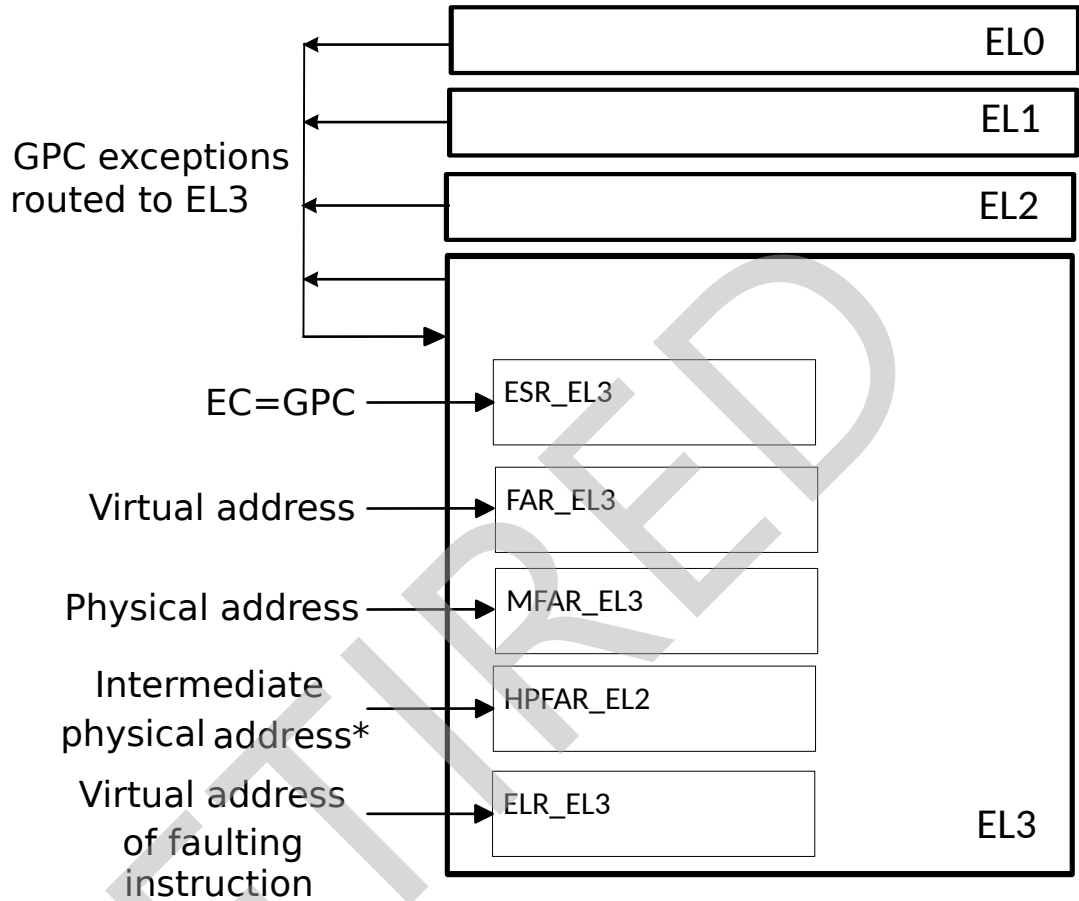 EL0
EL1
GPC exceptions
routed to EL3
EL2
EC=GPC
ESR_EL3
Virtual address
FAR_EL3
Physical address
MFAR_EL3
Intermediate
physical address*
HPFAR_EL2
Virtual address
of faulting
instruction
ELR_EL3
EL3
ETIRED